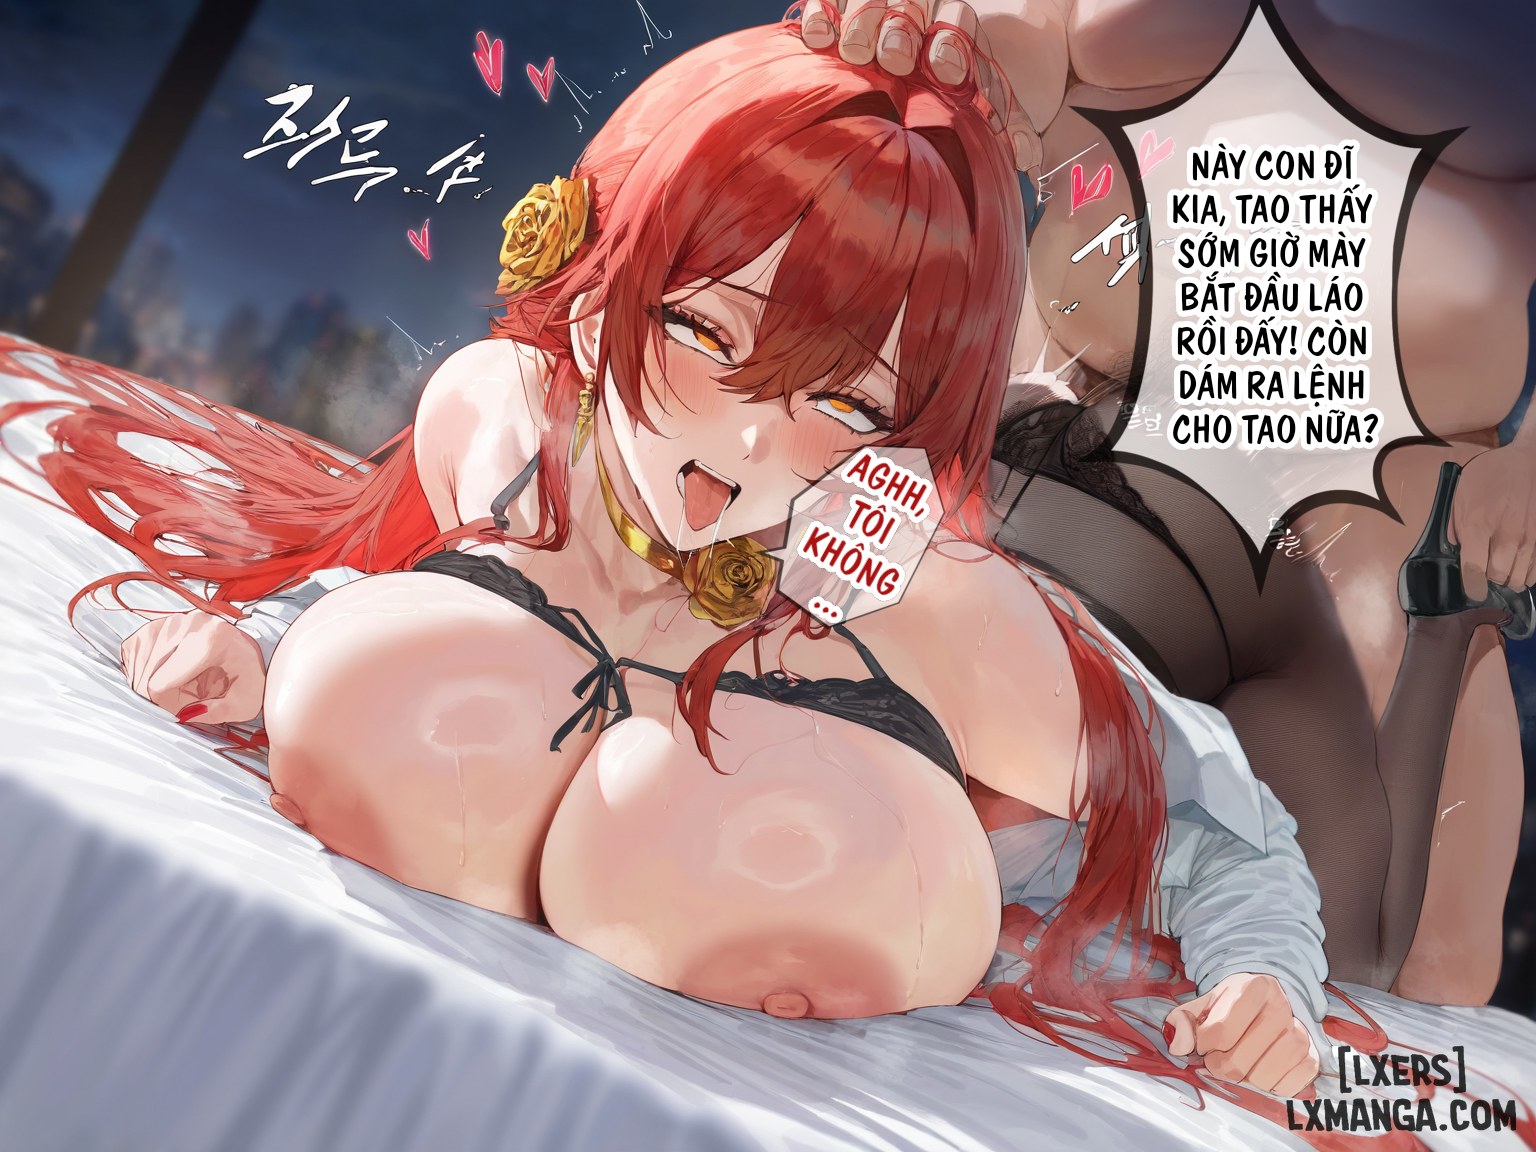 NÀY CON ĐĨ
KIA, TAO THẤY
SỚM GIỜ MÀY
BẮT ĐẦU LÁO
RỒI ĐẤY! CÒN
DÁM RA LỆNH
CHO TAO NỮA?
AGHH,
TÔI
KHÔNG
...
[LXERS]
LXMANGA.COM